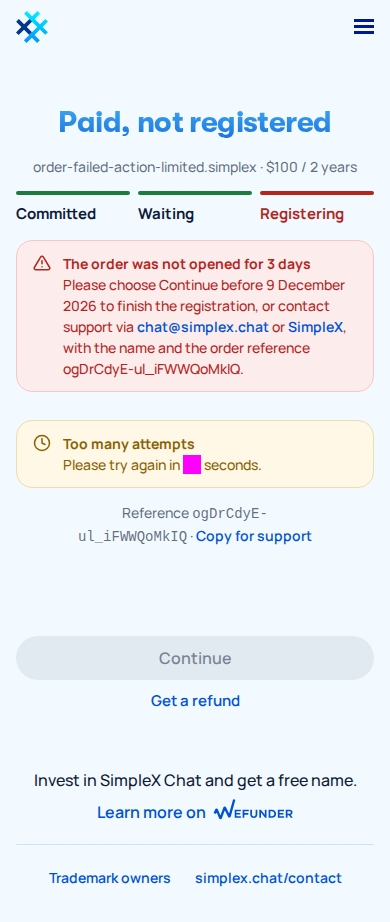 Paid, not registered
order-failed-action-limited.simplex · $100 / 2 years
Committed Waiting Registering
The order was not opened for 3 days
Please choose Continue before 9 December
2026 to finish the registration, or contact
support via chat@simplex.chat or SimpleX,
with the name and the order reference
ogDrCdyE-ul_iFWWQoMkIQ.
Too many attempts
Please try again in seconds.
Reference ogDrCdyE-
ul_iFWWQoMkIQ · Copy for support
Continue
Get a refund
Invest in SimpleX Chat and get a free name.
Learn more on WEFUNDER
Trademark owners simplex.chat/contact